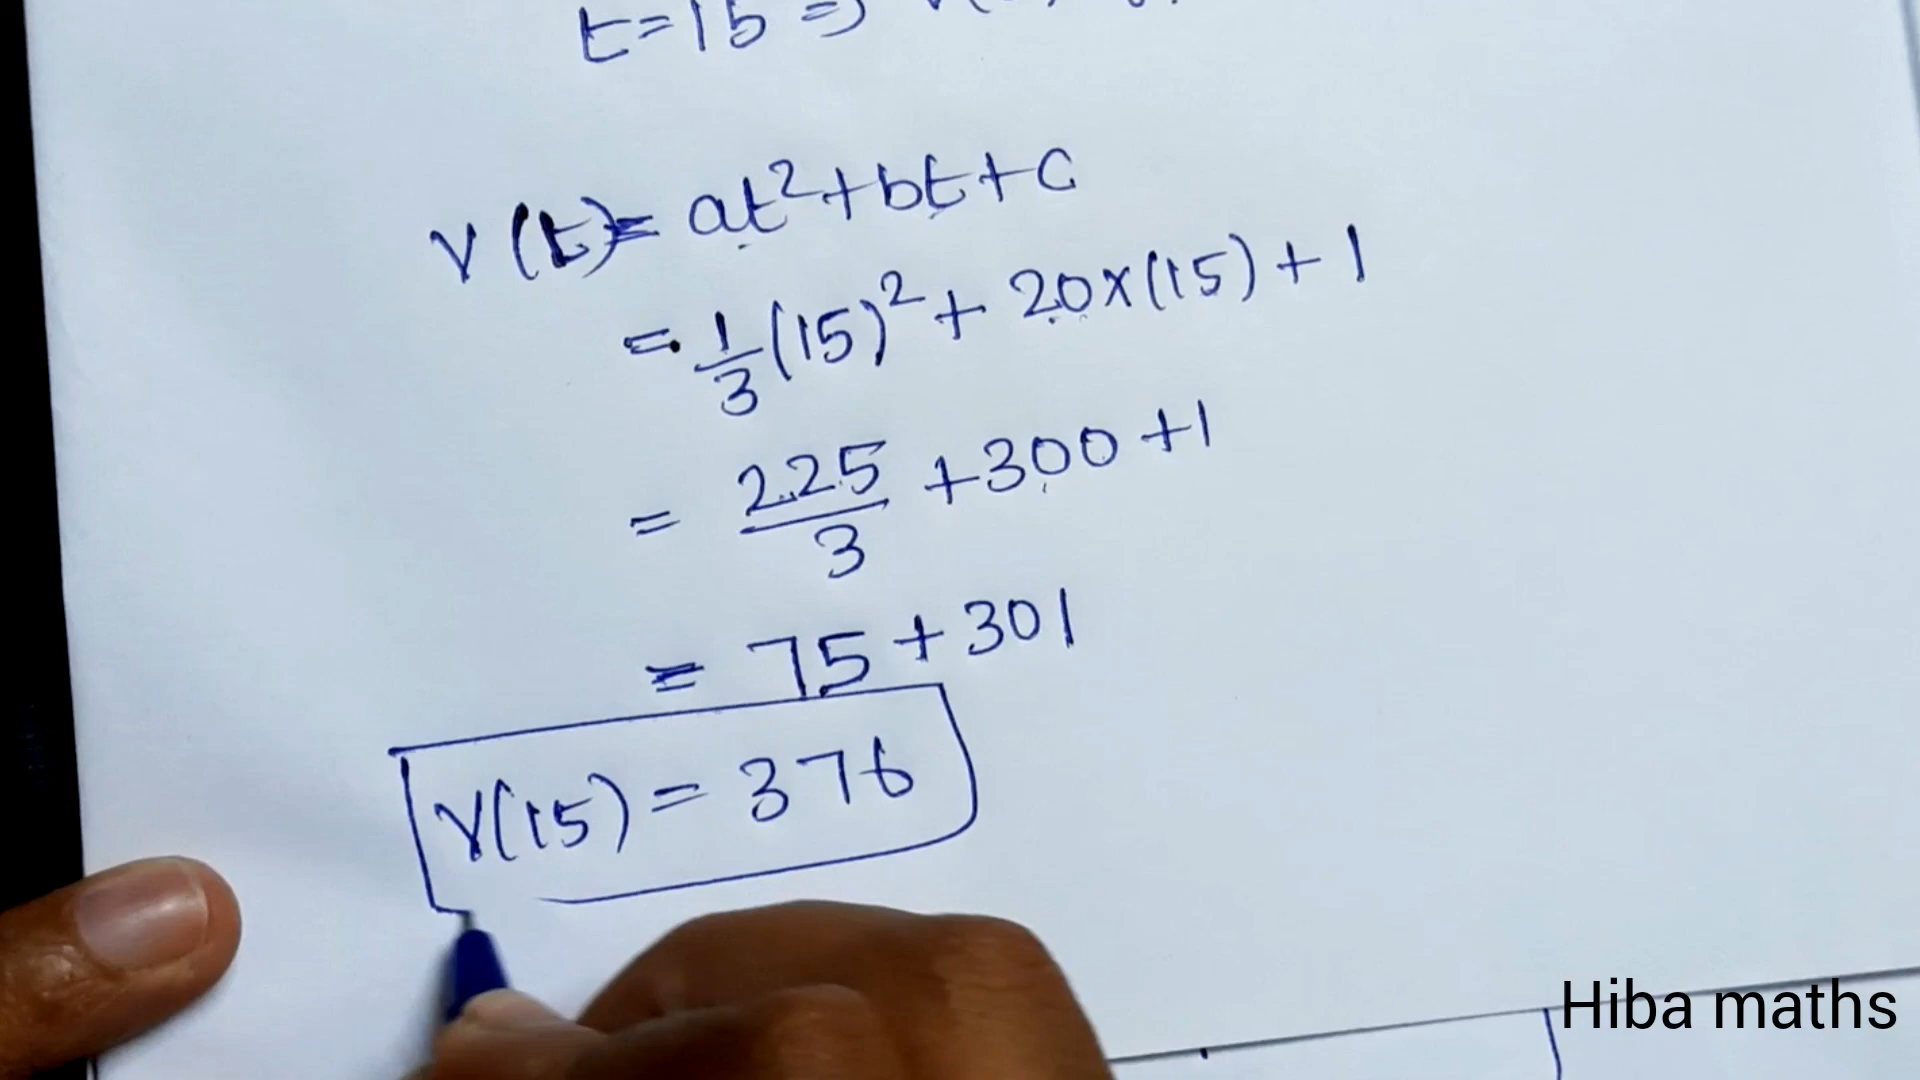 t=15 =>
V(t)= at²+bt+c
= 1/3 (15)² + 20×(15) + 1
= 225/3 +300 +1
= 75 + 301
V(15) = 376
Hiba maths